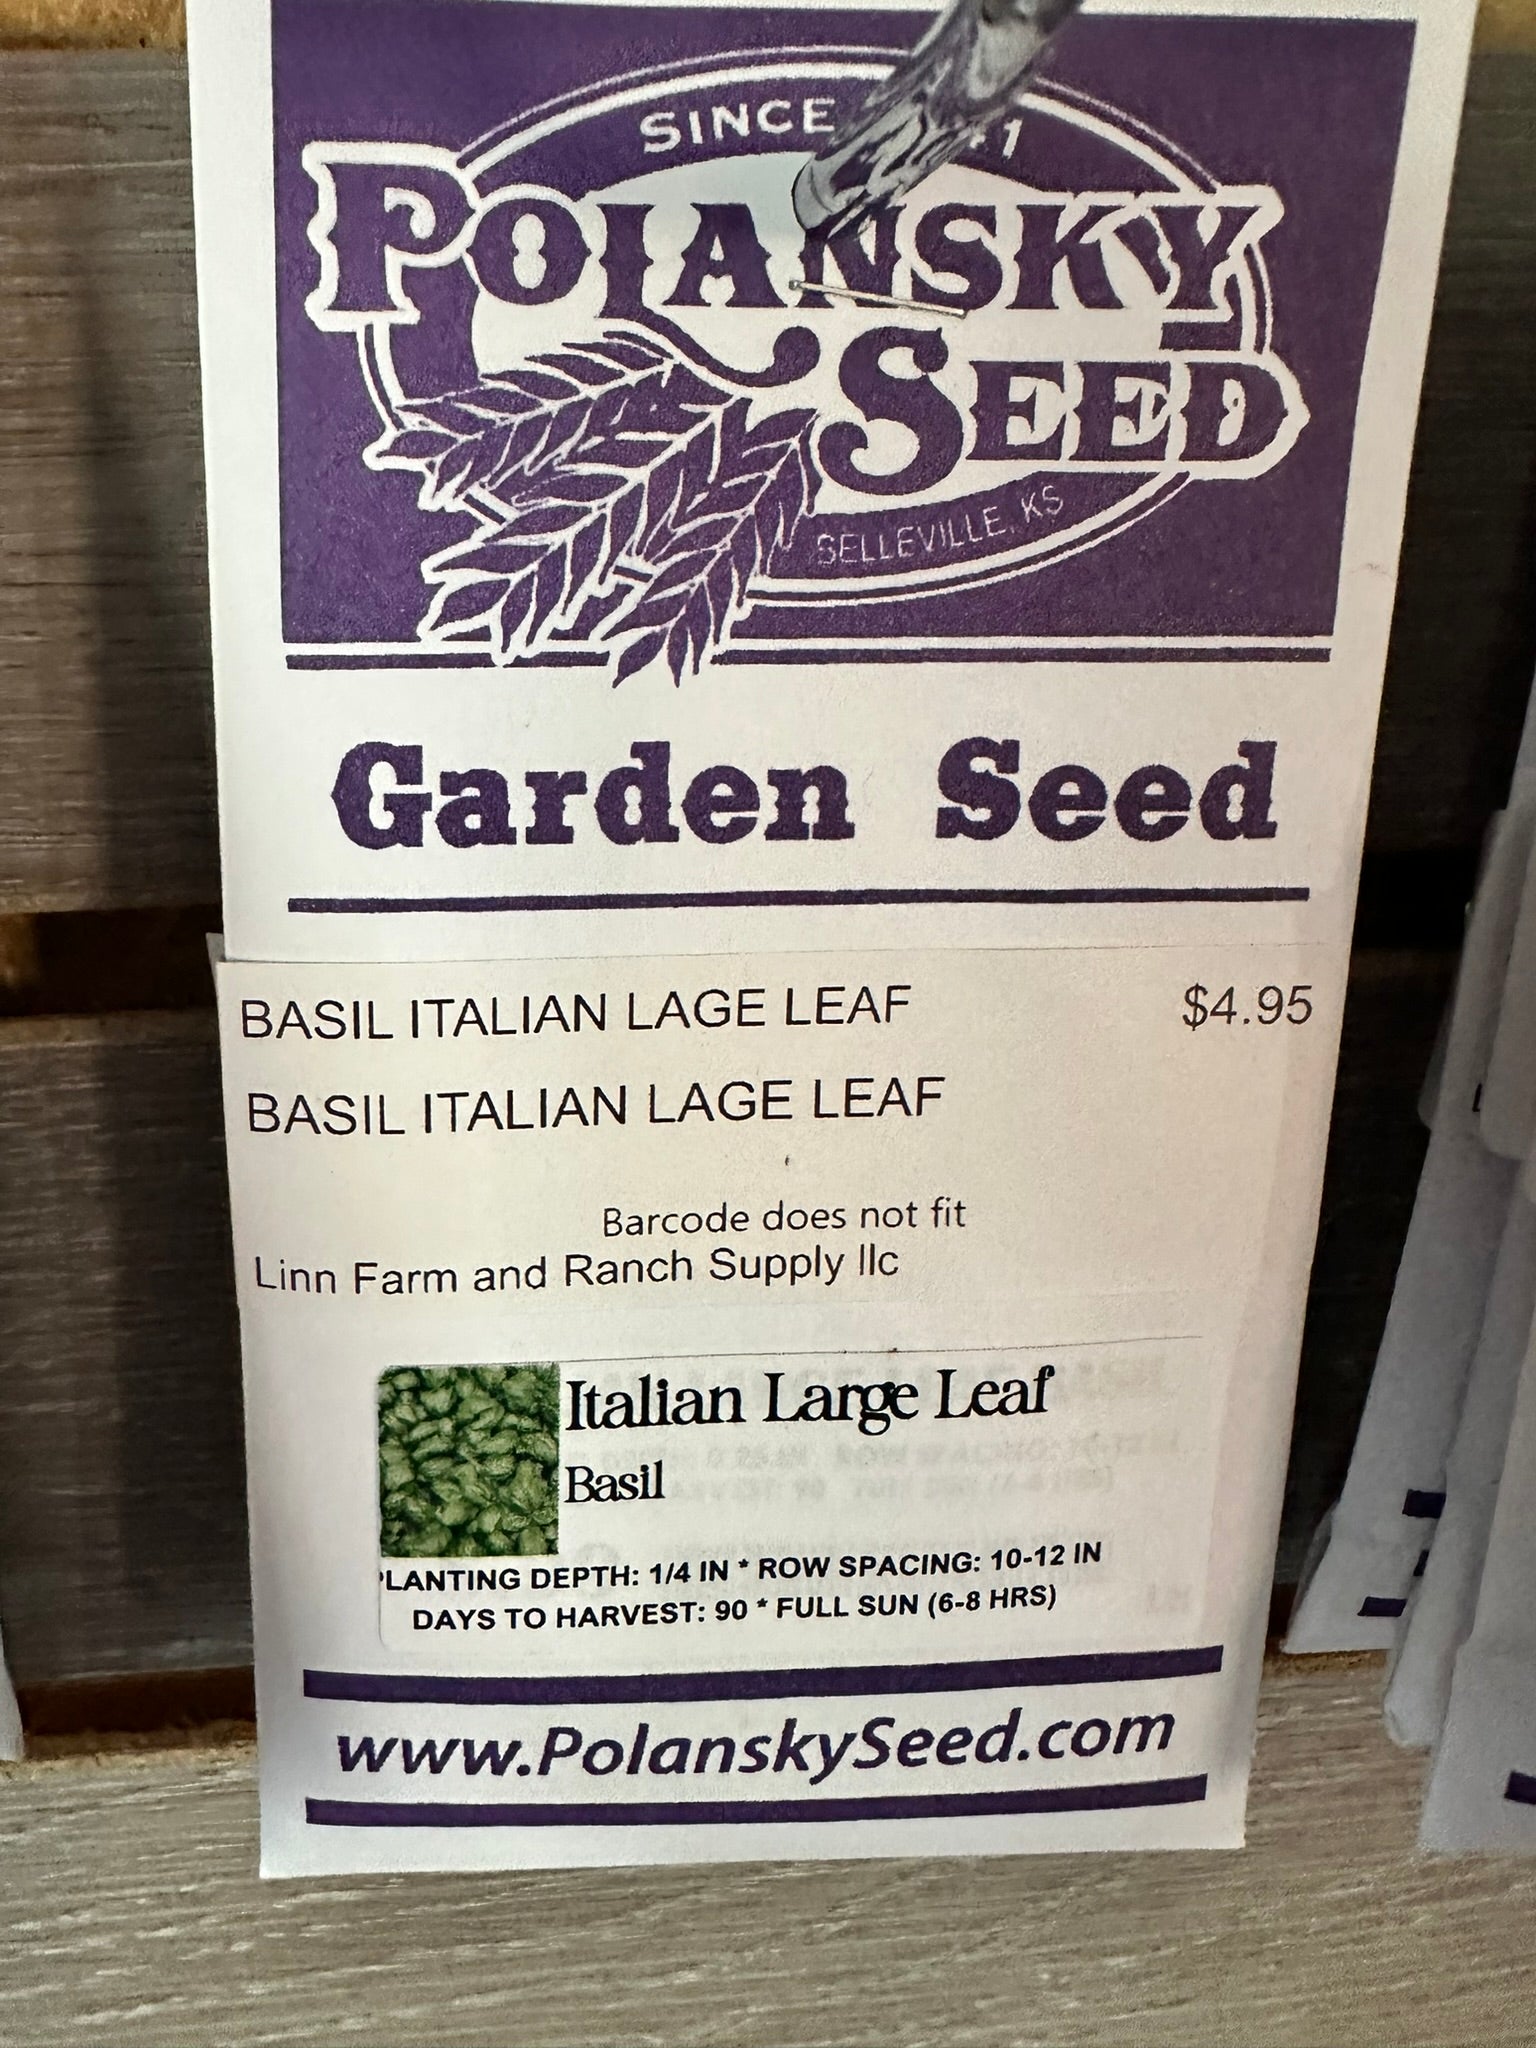 SINCE
POLANSKY
SEED
BELLEVILLE, KS
Garden Seed
BASIL ITALIAN LAGE LEAF $4.95
BASIL ITALIAN LAGE LEAF
Barcode does not fit
Linn Farm and Ranch Supply llc
Italian Large Leaf
Basil
PLANTING DEPTH: 1/4 IN * ROW SPACING: 10-12 IN
DAYS TO HARVEST: 90 * FULL SUN (6-8 HRS)
www.PolanskySeed.com